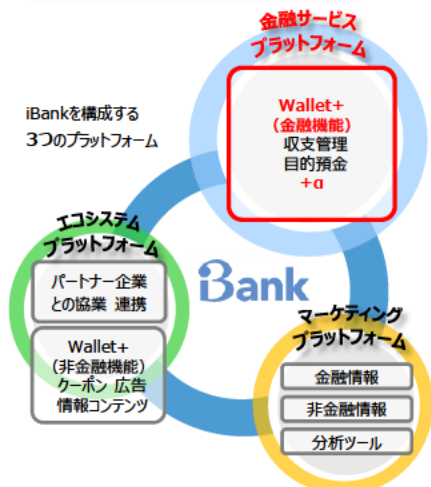 金融サービス
プラットフォーム
Wallet+
(金融機能)
収支管理
目的預金
+α
iBankを構成する
3つのプラットフォーム
エコシステム
プラットフォーム
パートナー企業
との協業 連携
Wallet+
(非金融機能)
クーポン 広告
情報コンテンツ
iBank
マーケティング
プラットフォーム
金融情報
非金融情報
分析ツール